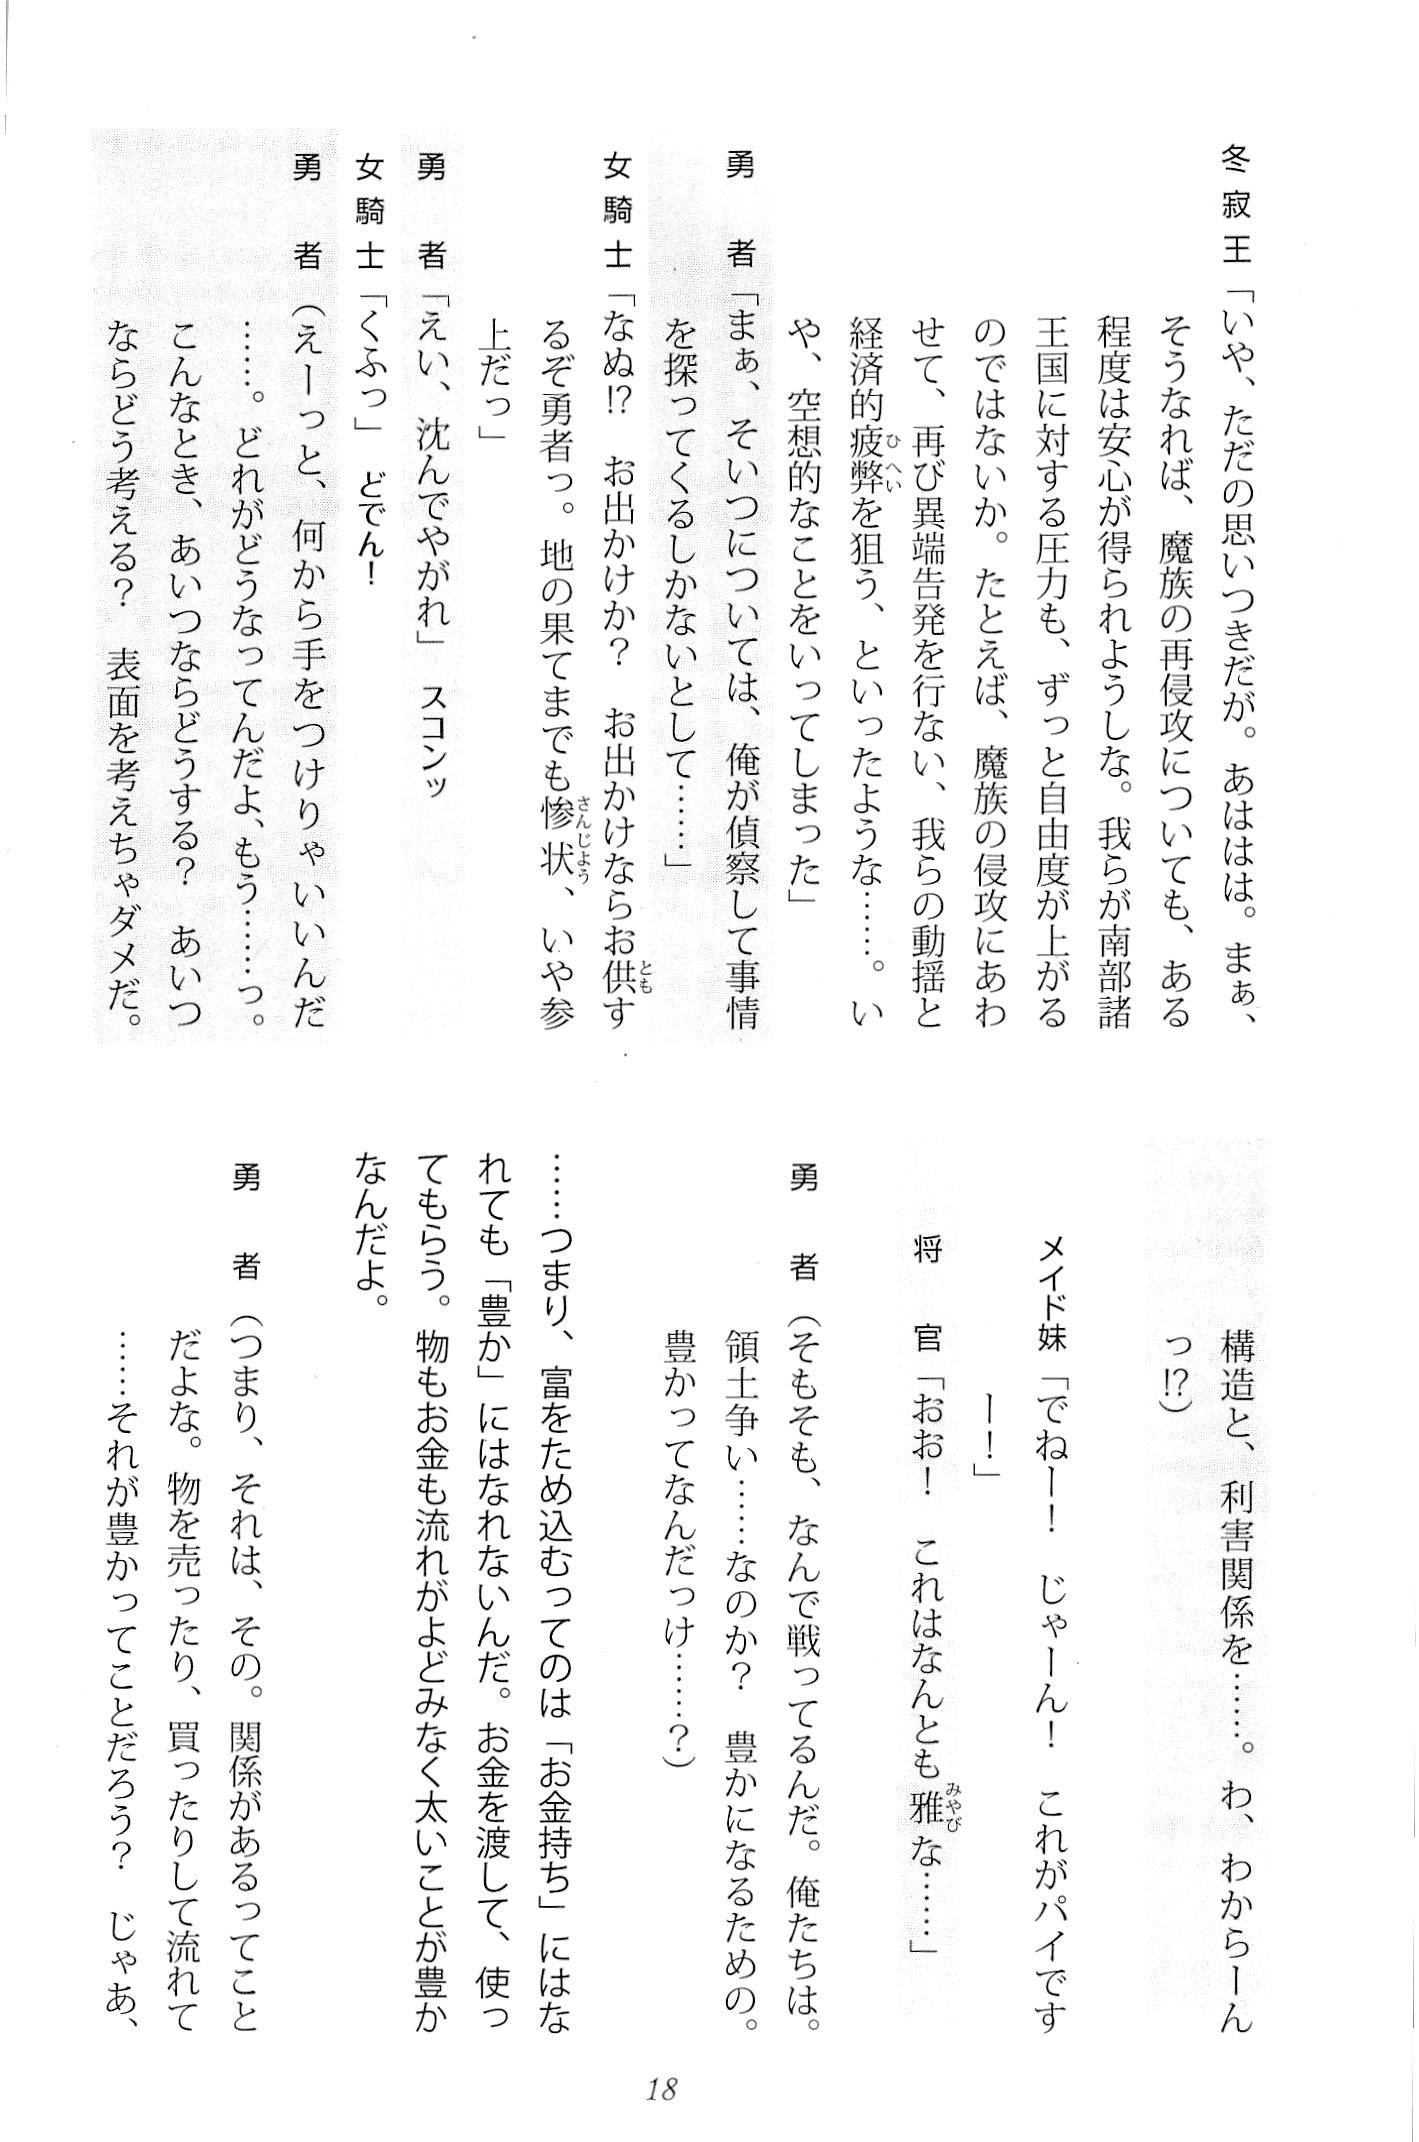 冬寂王「いや、ただの思いつきだが。あははは。まぁ、
そうなれば、魔族の再侵攻についても、ある
程度は安心が得られようしな。我らが南部諸
王国に対する圧力も、ずっと自由度が上がる
のではないか。たとえば、魔族の侵攻にあわ
せて、再び異端告発を行ない、我らの動揺と
経済的疲弊を狙う、といったような……。い
や、空想的なことをいってしまった」
勇　者「まぁ、そいつについては、俺が偵察して事情
を探ってくるしかないとして……」
女騎士「なぬ!?　お出かけか？　お出かけならお供す
るぞ勇者っ。地の果てまでも惨状、いや参
上だっ」
勇　者「えい、沈んでやがれ」　スコンッ
女騎士「くふっ」　どでん！
勇　者（えーっと、何から手をつけりゃいいんだ
……。どれがどうなってんだよ、もう……っ。
こんなとき、あいつならどうする？　あいつ
ならどう考える？　表面を考えちゃダメだ。
構造と、利害関係を……。わ、わからーん
っ!?）
メイド妹「でねー！　じゃーん！　これがパイです
ー！」
将　官「おお！　これはなんとも雅な……」
勇　者（そもそも、なんで戦ってるんだ。俺たちは。
領土争い……なのか？　豊かになるための。
豊かってなんだっけ……？）
……つまり、富をため込むってのは「お金持ち」にはな
れても「豊か」にはなれないんだ。お金を渡して、使っ
てもらう。物もお金も流れがよどみなく太いことが豊か
なんだよ。
勇　者（つまり、それは、その。関係があるってこと
だよな。物を売ったり、買ったりして流れて
……それが豊かってことだろう？　じゃあ、
18